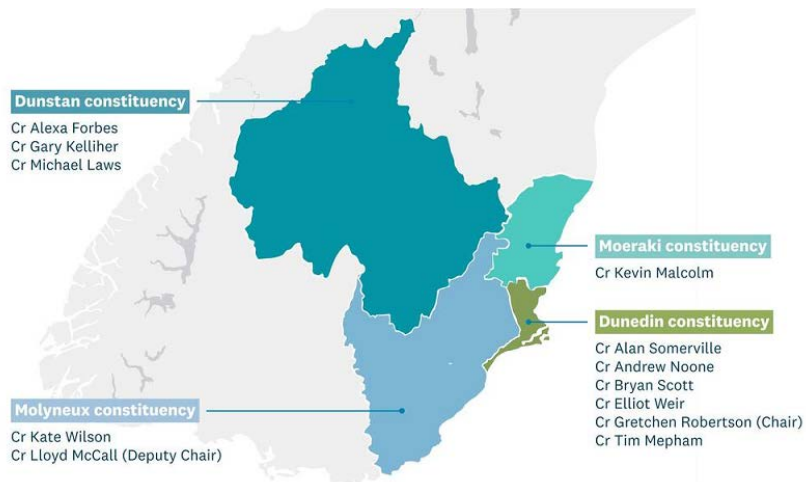 Dunstan constituency
Cr Alexa Forbes
Cr Gary Kelliher
Cr Michael Laws
Moeraki constituency
Cr Kevin Malcolm
Dunedin constituency
Cr Alan Somerville
Cr Andrew Noone
Cr Bryan Scott
Cr Elliot Weir
Cr Gretchen Robertson (Chair)
Cr Tim Mepham
Molyneux constituency
Cr Kate Wilson
Cr Lloyd McCall (Deputy Chair)